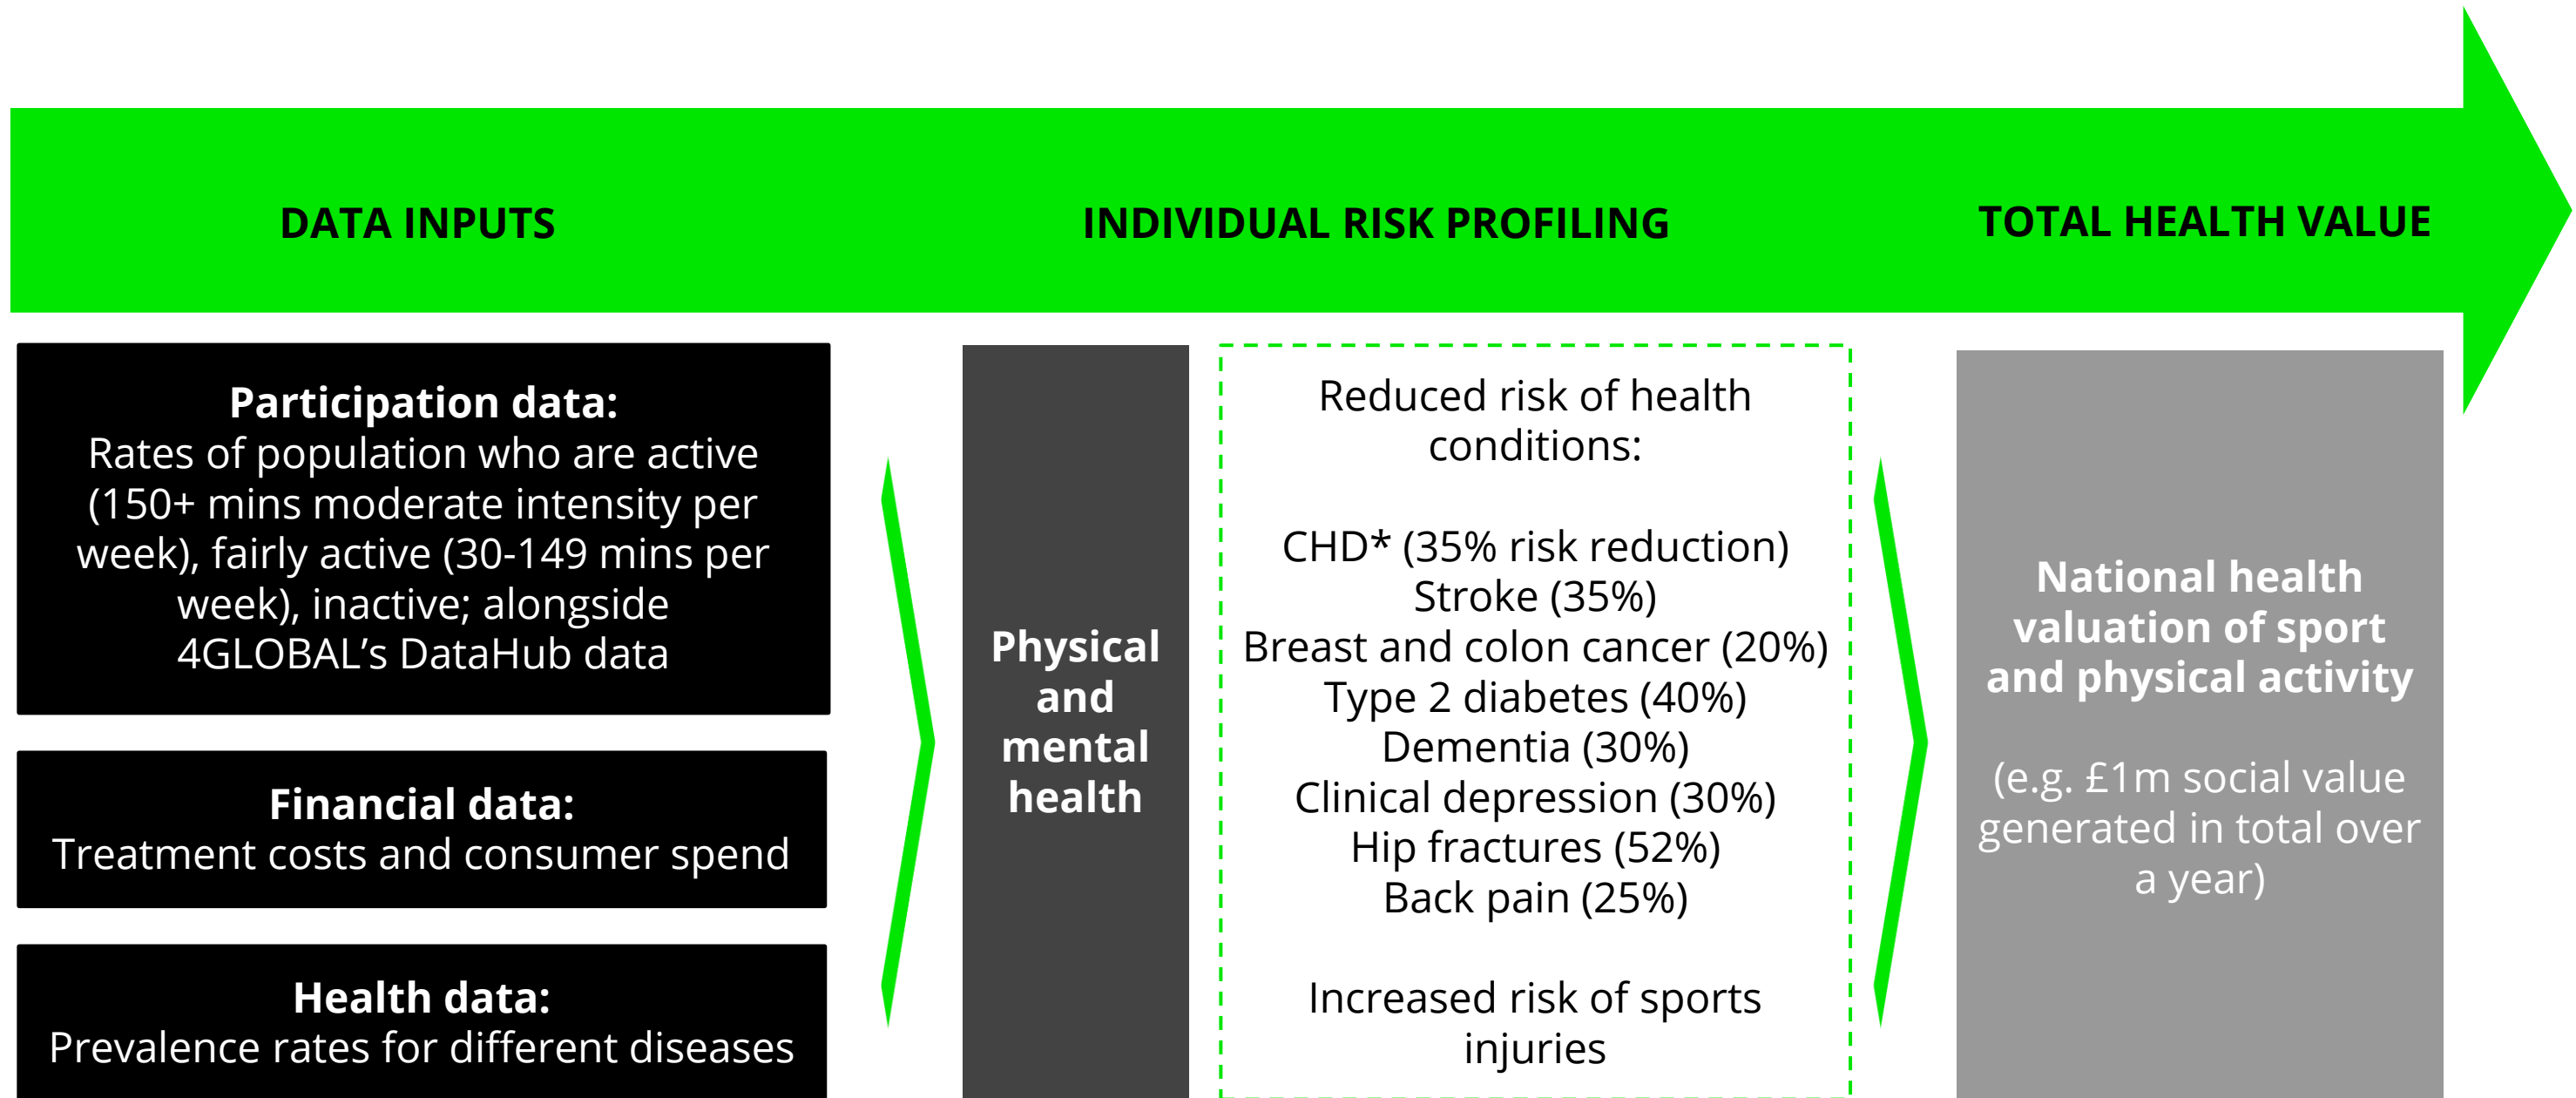 DATA INPUTS
INDIVIDUAL RISK PROFILING
TOTAL HEALTH VALUE
Participation data:
Rates of population who are active
(150+ mins moderate intensity per
week), fairly active (30-149 mins per
week), inactive; alongside
4GLOBAL’s DataHub data
Financial data:
Treatment costs and consumer spend
Health data:
Prevalence rates for different diseases
Physical
and
mental
health
Reduced risk of health
conditions:
CHD* (35% risk reduction)
Stroke (35%)
Breast and colon cancer (20%)
Type 2 diabetes (40%)
Dementia (30%)
Clinical depression (30%)
Hip fractures (52%)
Back pain (25%)
Increased risk of sports
injuries
National health
valuation of sport
and physical activity
(e.g. £1m social value
generated in total over
a year)